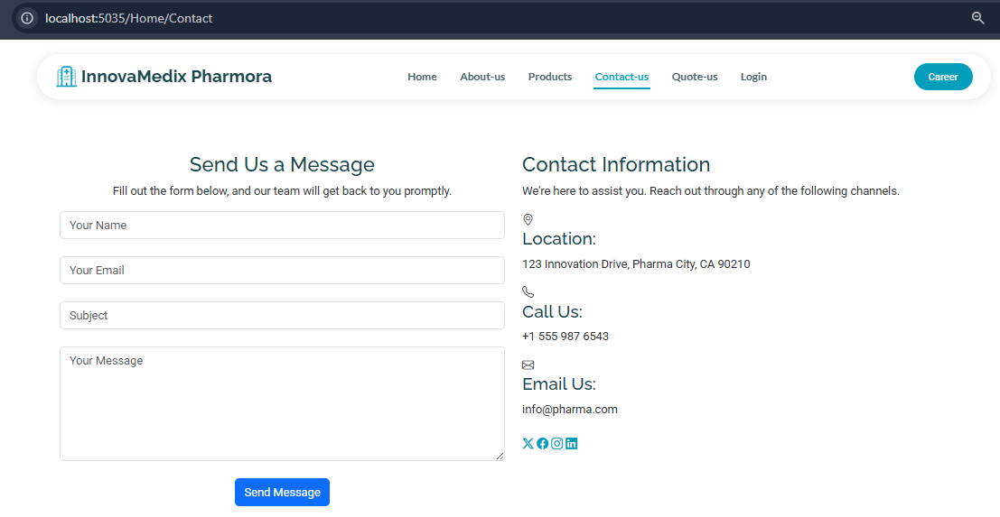 localhost:5035/Home/Contact
InnovaMedix Pharmora
Home About-us Products Contact-us Quote-us Login Career
Send Us a Message
Fill out the form below, and our team will get back to you promptly.
Your Name
Your Email
Subject
Your Message
Send Message
Contact Information
We're here to assist you. Reach out through any of the following channels.
Location:
123 Innovation Drive, Pharma City, CA 90210
Call Us:
+1 555 987 6543
Email Us:
info@pharma.com